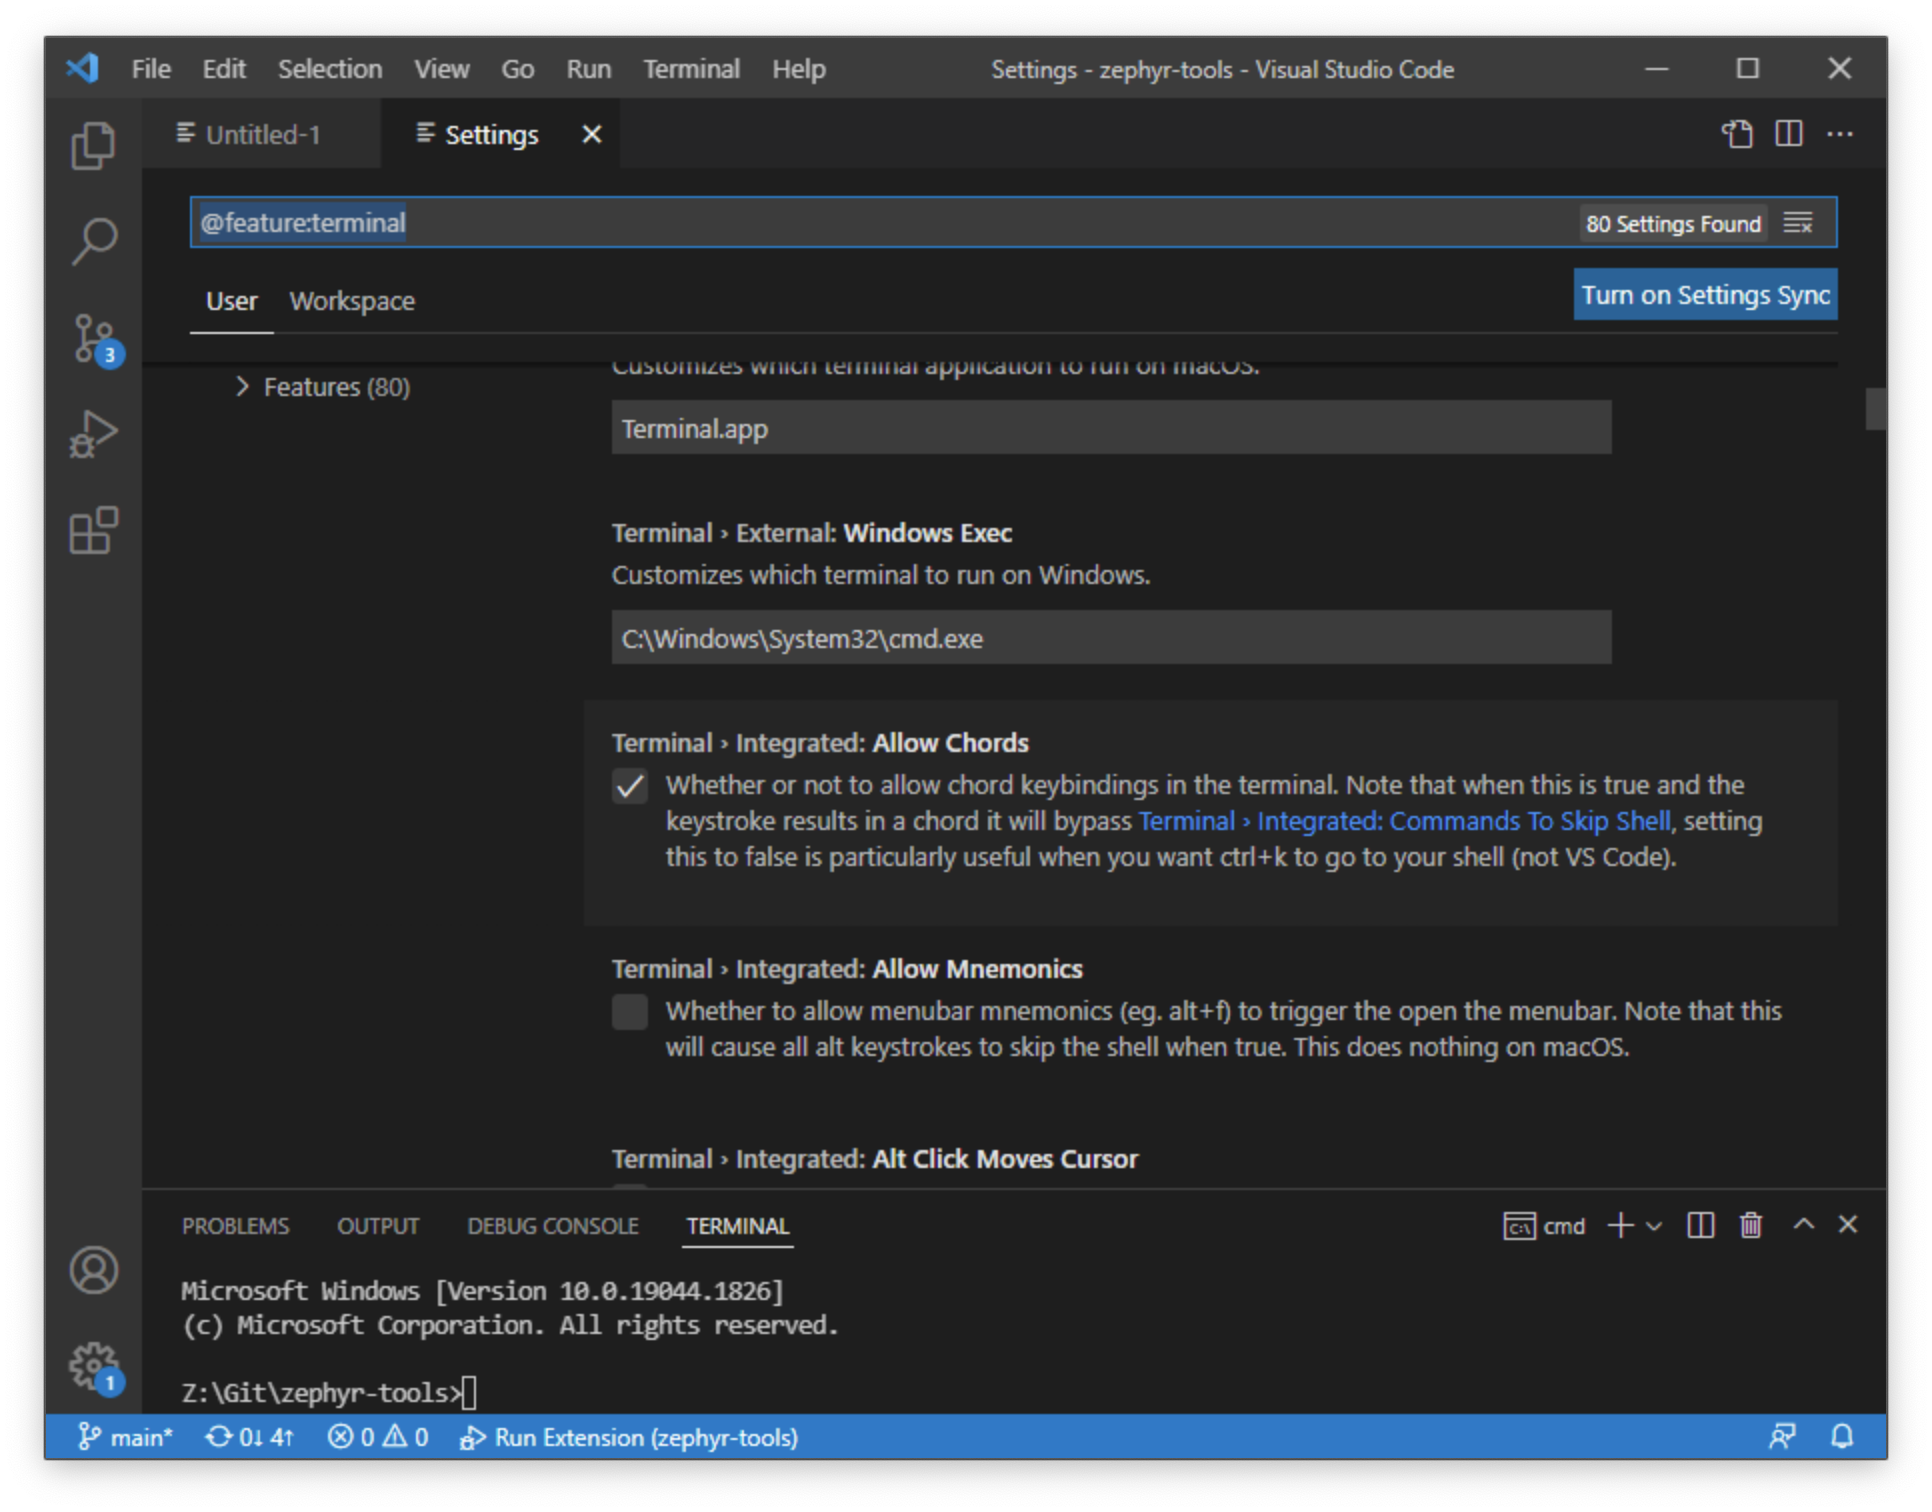 File Edit Selection View Go Run Terminal Help Settings - zephyr-tools - Visual Studio Code
Untitled-1 Settings
@feature:terminal 80 Settings Found
User Workspace Turn on Settings Sync
Features (80)
Customizes which terminal application to run on macOS.
Terminal.app
Terminal › External: Windows Exec
Customizes which terminal to run on Windows.
C:\Windows\System32\cmd.exe
Terminal › Integrated: Allow Chords
Whether or not to allow chord keybindings in the terminal. Note that when this is true and the
keystroke results in a chord it will bypass Terminal › Integrated: Commands To Skip Shell, setting
this to false is particularly useful when you want ctrl+k to go to your shell (not VS Code).
Terminal › Integrated: Allow Mnemonics
Whether to allow menubar mnemonics (eg. alt+f) to trigger the open the menubar. Note that this
will cause all alt keystrokes to skip the shell when true. This does nothing on macOS.
Terminal › Integrated: Alt Click Moves Cursor
3
1
PROBLEMS OUTPUT DEBUG CONSOLE TERMINAL cmd
Microsoft Windows [Version 10.0.19044.1826]
(c) Microsoft Corporation. All rights reserved.
Z:\Git\zephyr-tools>
main* 0↓ 4↑ 0 0 Run Extension (zephyr-tools)